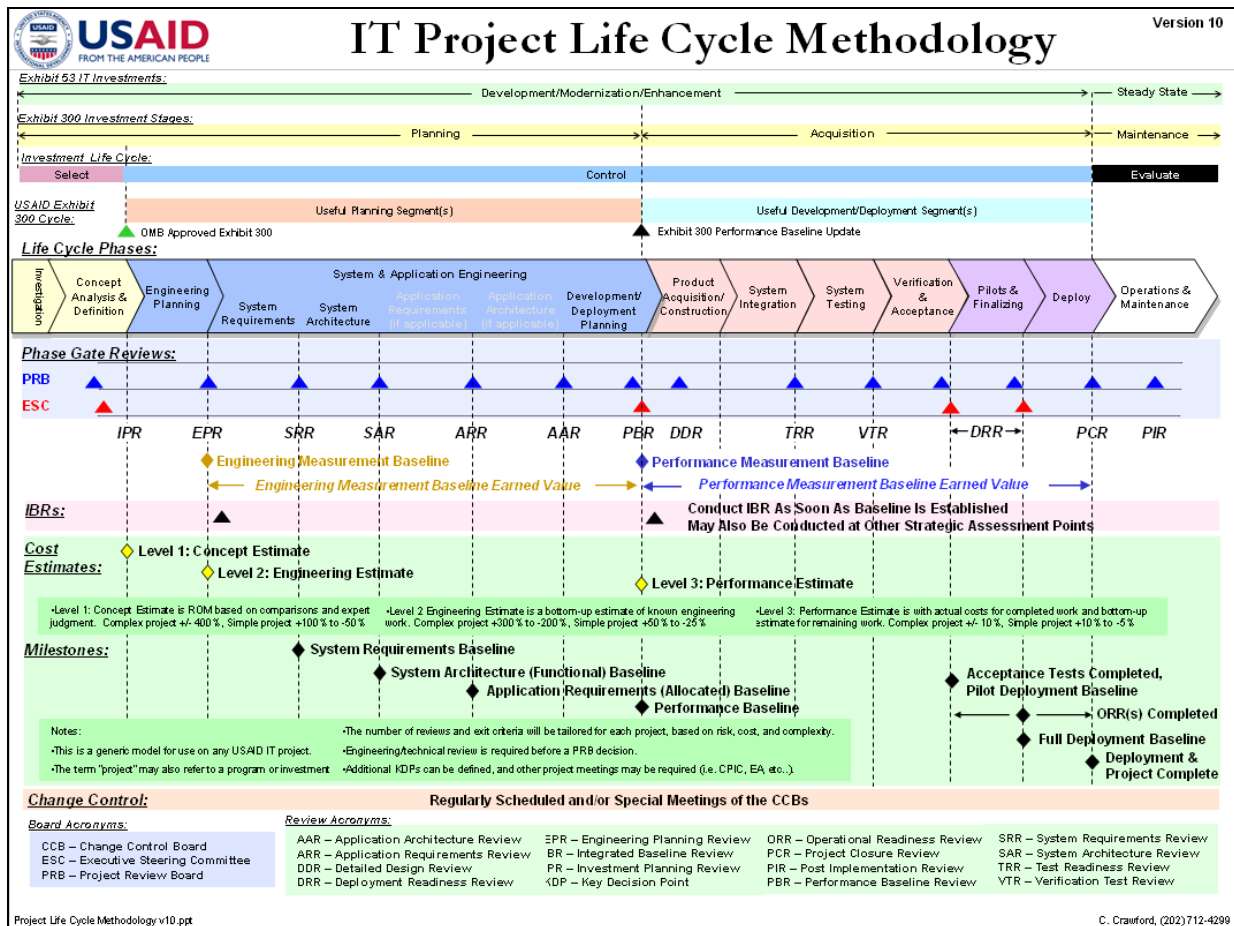 USAID
FROM THE AMERICAN PEOPLE
IT Project Life Cycle Methodology
Version 10
Exhibit 53 IT Investments:
Development/Modernization/Enhancement
Steady State
Exhibit 300 Investment Stages:
Planning
Acquisition
Maintenance
Investment Life Cycle:
Select
Control
Evaluate
USAID Exhibit
300 Cycle:
Useful Planning Segment(s)
Useful Development/Deployment Segment(s)
OMB Approved Exhibit 300
Exhibit 300 Performance Baseline Update
Life Cycle Phases:
Investigation
Concept
Analysis &
Definition
Engineering
Planning
System & Application Engineering
System
Requirements
System
Architecture
Application
Requirements
(if applicable)
Application
Architecture
(if applicable)
Development/
Deployment
Planning
Product
Acquisition/
Construction
System
Integration
System
Testing
Verification
&
Acceptance
Pilots &
Finalizing
Deploy
Operations &
Maintenance
Phase Gate Reviews:
PRB
ESC
IPR EPR SRR SAR ARR AAR PBR DDR TRR VTR DRR PCR PIR
Engineering Measurement Baseline
Performance Measurement Baseline
Engineering Measurement Baseline Earned Value
Performance Measurement Baseline Earned Value
IBRs:
Conduct IBR As Soon As Baseline Is Established
May Also Be Conducted at Other Strategic Assessment Points
Cost
Estimates:
Level 1: Concept Estimate
Level 2: Engineering Estimate
Level 3: Performance Estimate
•Level 1: Concept Estimate is ROM based on comparisons and expert
judgment. Complex project +/- 400%, Simple project +100% to -50%
•Level 2 Engineering Estimate is a bottom-up estimate of known engineering
work. Complex project +300% to -200%, Simple project +50% to -25%
•Level 3: Performance Estimate is with actual costs for completed work and bottom-up
estimate for remaining work. Complex project +/- 10%, Simple project +10% to -5%
Milestones:
System Requirements Baseline
System Architecture (Functional) Baseline
Application Requirements (Allocated) Baseline
Performance Baseline
Acceptance Tests Completed,
Pilot Deployment Baseline
ORR(s) Completed
Full Deployment Baseline
Deployment &
Project Complete
Notes:
•This is a generic model for use on any USAID IT project.
•The term "project" may also refer to a program or investment
•The number of reviews and exit criteria will be tailored for each project, based on risk, cost, and complexity.
•Engineering/technical review is required before a PRB decision.
•Additional KDPs can be defined, and other project meetings may be required (i.e. CPIC, EA, etc..).
Change Control:
Regularly Scheduled and/or Special Meetings of the CCBs
Board Acronyms:
CCB – Change Control Board
ESC – Executive Steering Committee
PRB – Project Review Board
Review Acronyms:
AAR – Application Architecture Review
ARR – Application Requirements Review
DDR – Detailed Design Review
DRR – Deployment Readiness Review
EPR – Engineering Planning Review
BR – Integrated Baseline Review
PR – Investment Planning Review
KDP – Key Decision Point
ORR – Operational Readiness Review
PCR – Project Closure Review
PIR – Post Implementation Review
PBR – Performance Baseline Review
SRR – System Requirements Review
SAR – System Architecture Review
TRR – Test Readiness Review
VTR – Verification Test Review
Project Life Cycle Methodology v10.ppt
C. Crawford, (202)712-4299